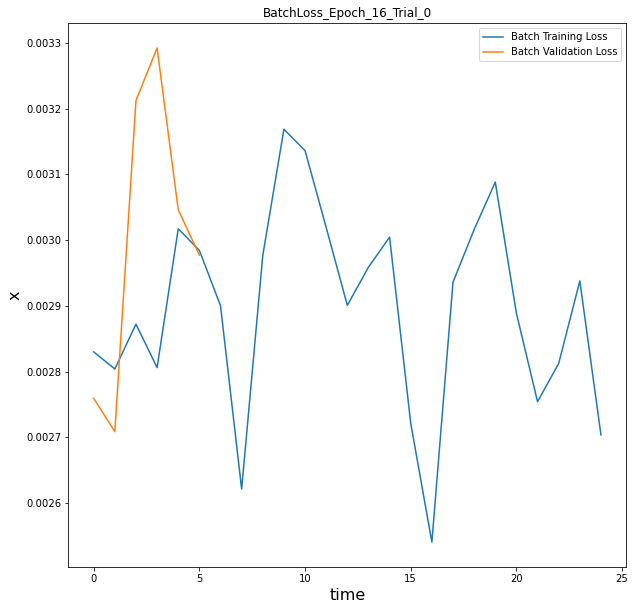 BatchLoss_Epoch_16_Trial_0
Batch Training Loss
Batch Validation Loss
0.0033
0.0032
0.0031
0.0030
0.0029
0.0028
0.0027
0.0026
x
0
5
10
15
20
25
time